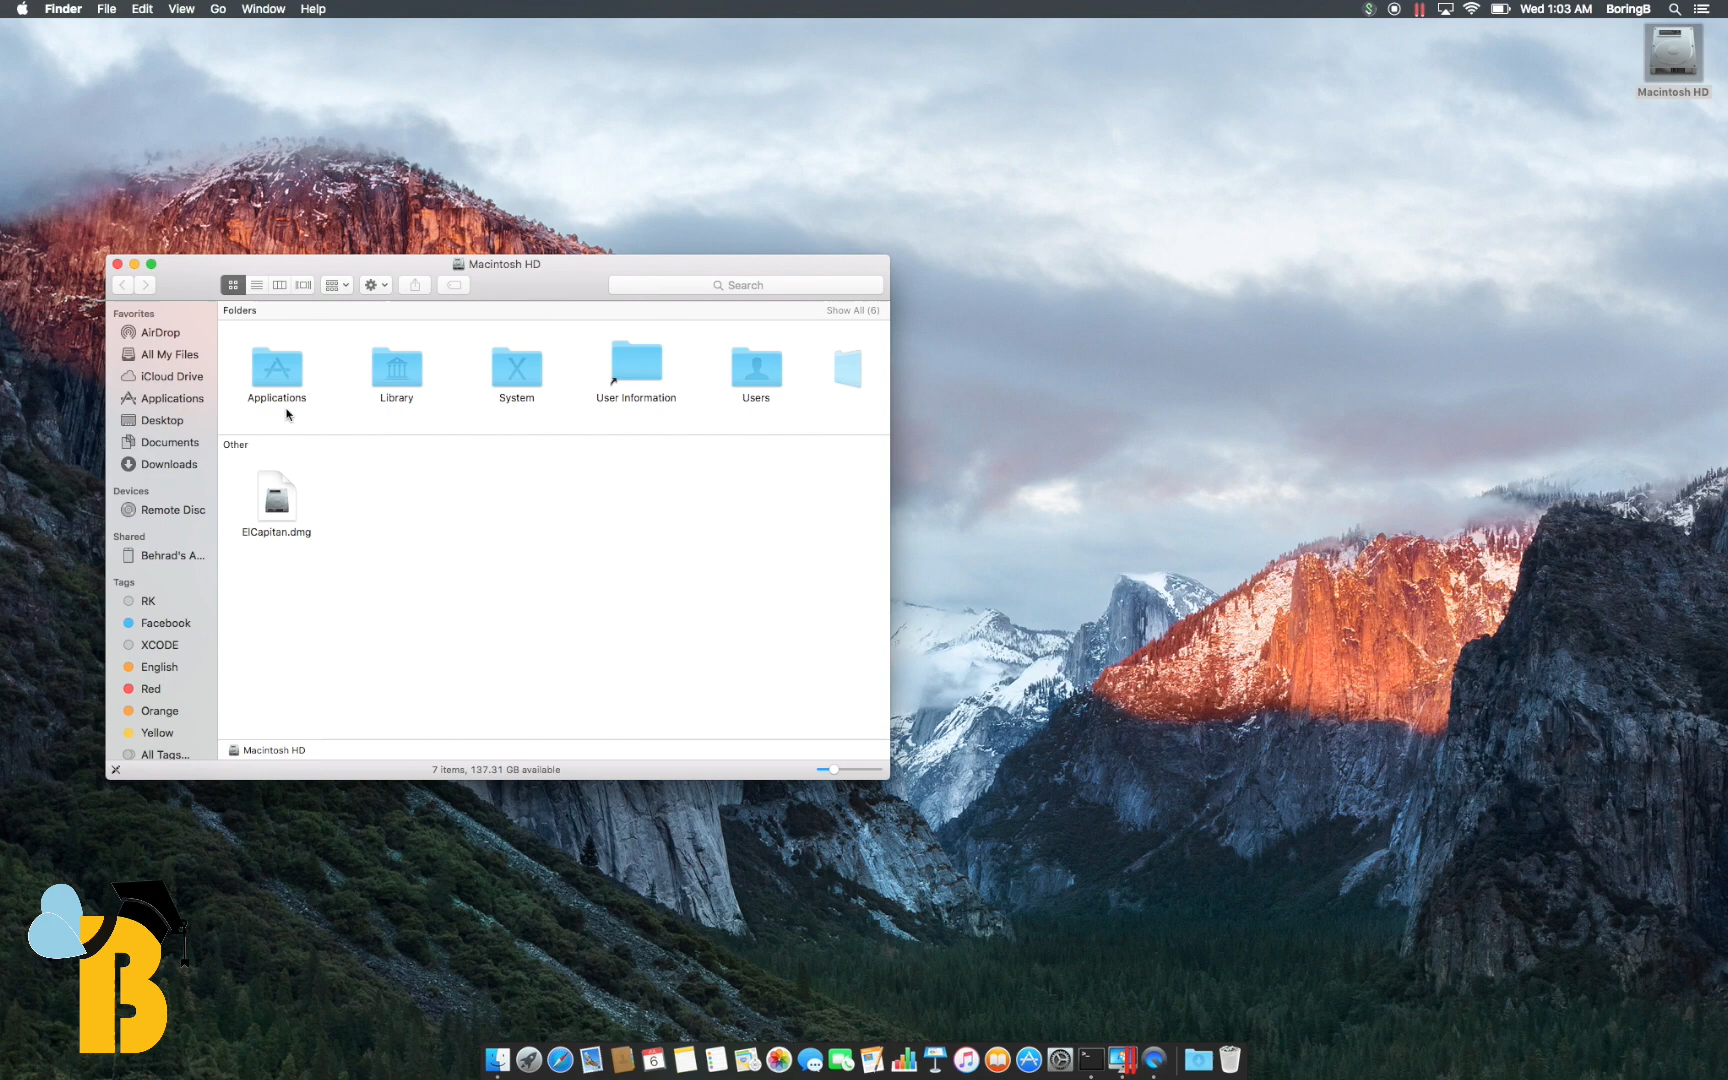 Finder File Edit View Go Window Help
Wed 1:03 AM BoringB
Macintosh HD
Macintosh HD
Search
Favorites
AirDrop
All My Files
iCloud Drive
Applications
Desktop
Documents
Downloads
Devices
Remote Disc
Shared
Behrad's A...
Tags
RK
Facebook
XCODE
English
Red
Orange
Yellow
All Tags...
Folders
Show All (6)
Applications
Library
System
User Information
Users
Other
ElCapitan.dmg
Macintosh HD
7 items, 137.31 GB available
B
6